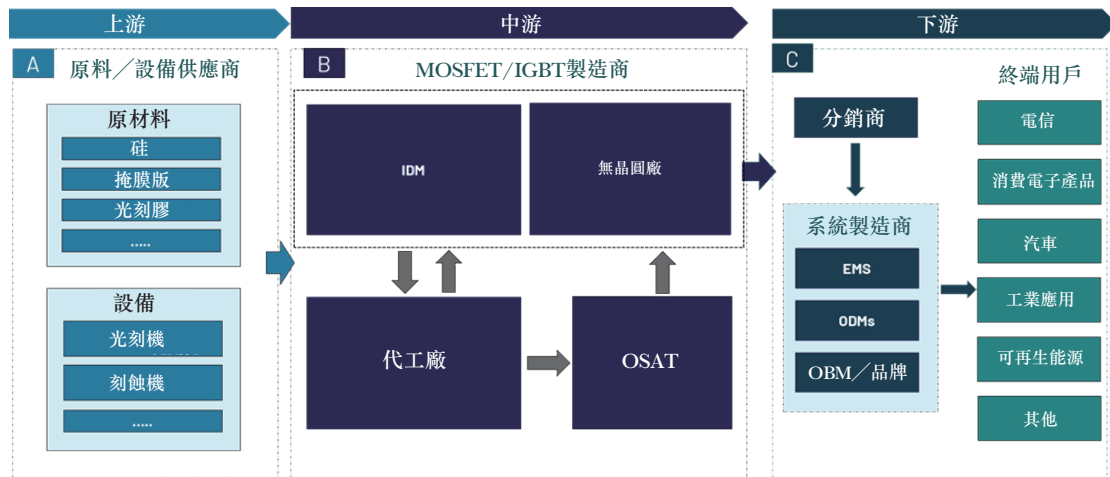 上游
中游
下游
A
原料／設備供應商
原材料
硅
掩膜版
光刻膠
.....
設備
光刻機
刻蝕機
.....
B
MOSFET/IGBT製造商
IDM
無晶圓廠
代工廠
OSAT
C
分銷商
系統製造商
EMS
ODMs
OBM／品牌
終端用戶
電信
消費電子產品
汽車
工業應用
可再生能源
其他